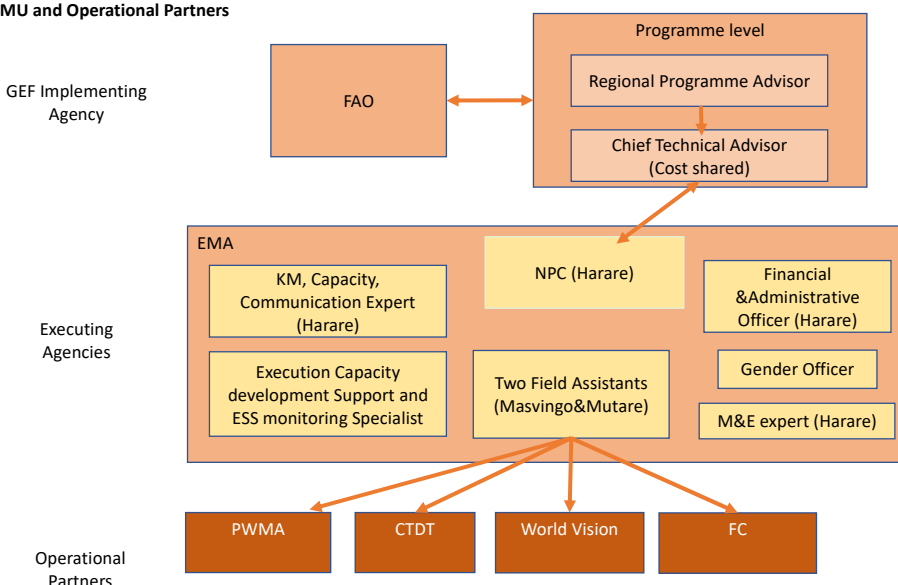 MU and Operational Partners
Programme level
GEF Implementing
Agency
FAO
Regional Programme Advisor
Chief Technical Advisor
(Cost shared)
EMA
KM, Capacity,
Communication Expert
(Harare)
NPC (Harare)
Financial
&Administrative
Officer (Harare)
Executing
Agencies
Execution Capacity
development Support and
ESS monitoring Specialist
Two Field Assistants
(Masvingo&Mutare)
Gender Officer
M&E expert (Harare)
PWMA
CTDT
World Vision
FC
Operational
Partners